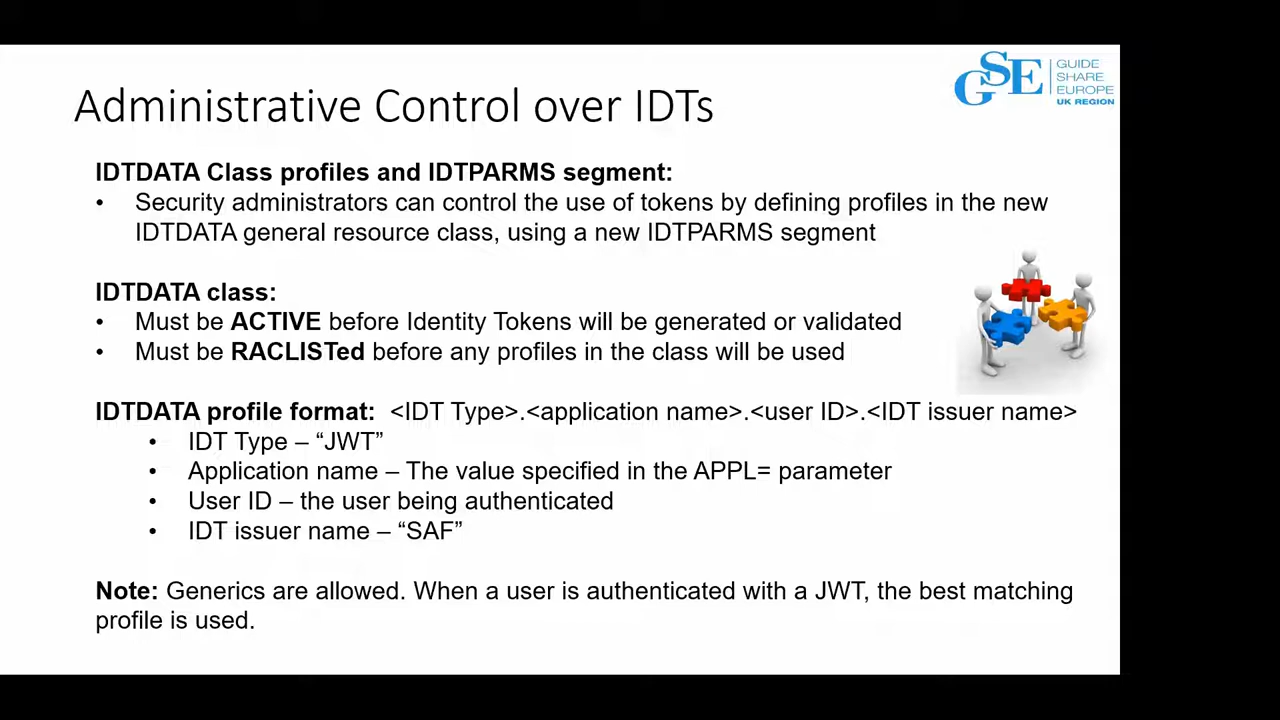 GSE
GUIDE
SHARE
EUROPE
UK REGION
Administrative Control over IDTs
IDTDATA Class profiles and IDTPARMS segment:
• Security administrators can control the use of tokens by defining profiles in the new
IDTDATA general resource class, using a new IDTPARMS segment
IDTDATA class:
• Must be ACTIVE before Identity Tokens will be generated or validated
• Must be RACLISTed before any profiles in the class will be used
IDTDATA profile format: <IDT Type>.<application name>.<user ID>.<IDT issuer name>
• IDT Type – “JWT”
• Application name – The value specified in the APPL= parameter
• User ID – the user being authenticated
• IDT issuer name – “SAF”
Note: Generics are allowed. When a user is authenticated with a JWT, the best matching
profile is used.